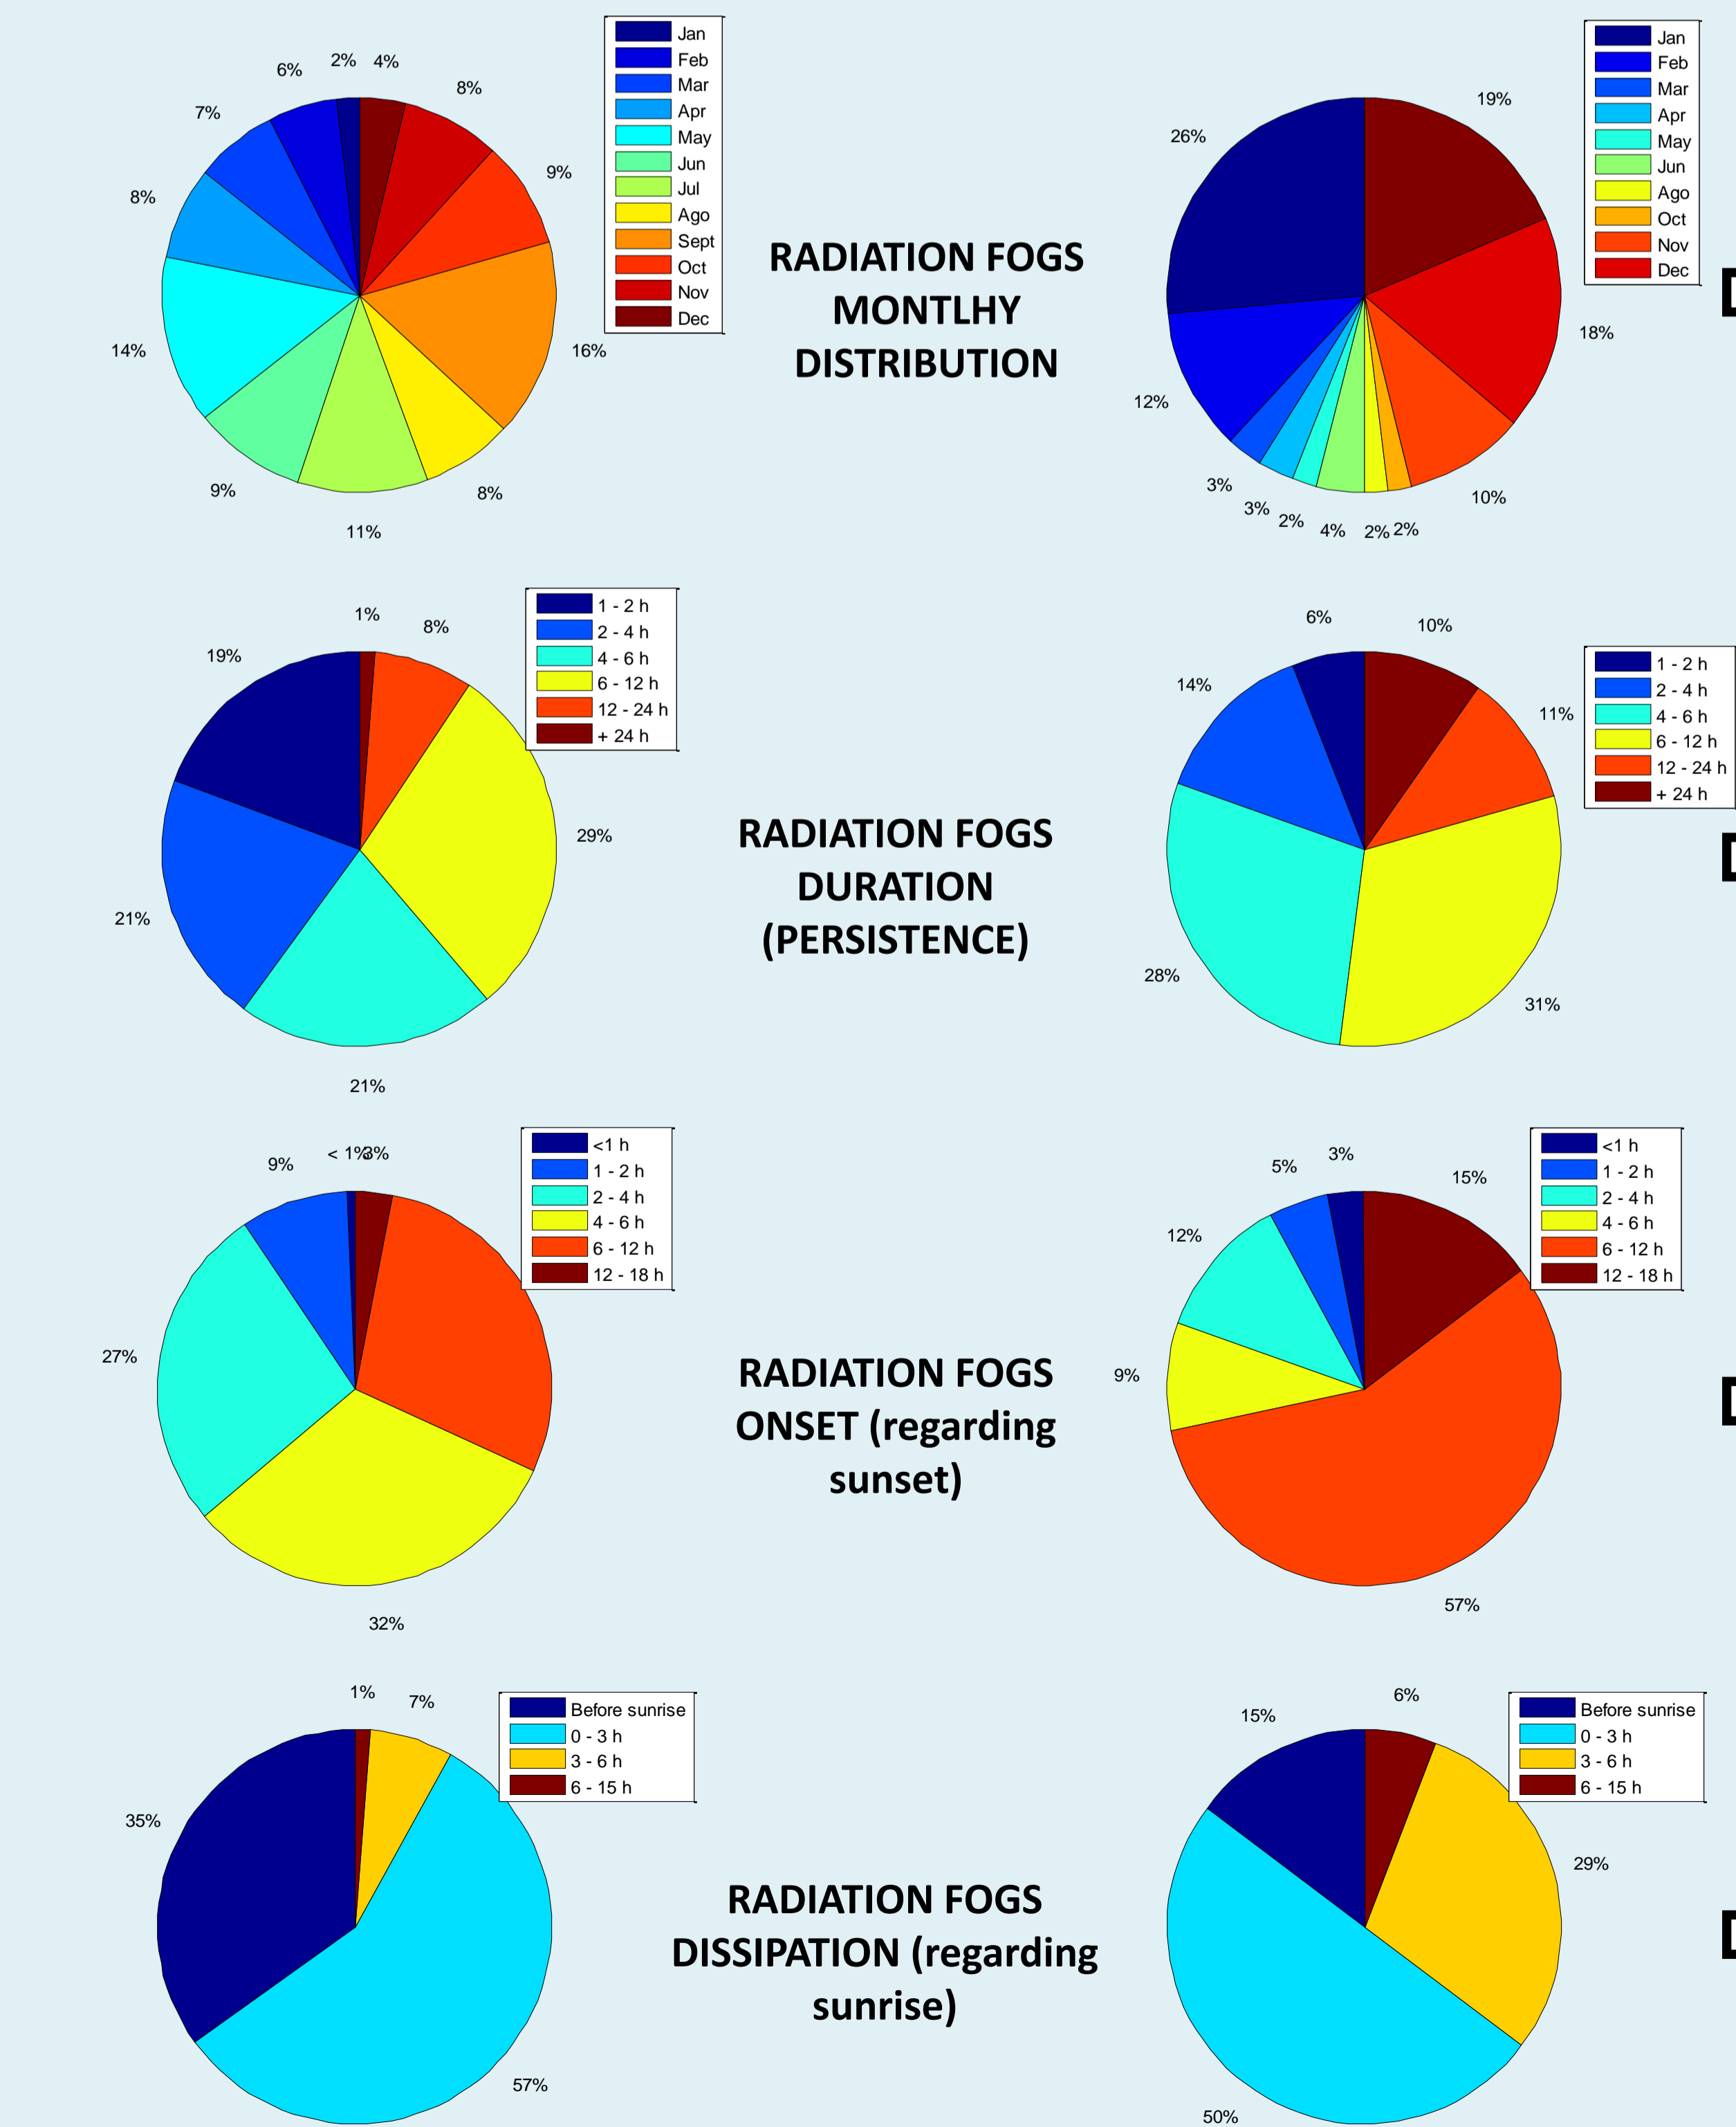 2%
4%
6%
8%
7%
9%
8%
16%
14%
9%
8%
11%
Jan
Feb
Mar
Apr
May
Jun
Jul
Ago
Sept
Oct
Nov
Dec
RADIATION FOGS
MONTLHY
DISTRIBUTION
19%
26%
18%
12%
10%
3%
3%
2%
4%
2%
2%
Jan
Feb
Mar
Apr
May
Jun
Ago
Oct
Nov
Dec
1%
8%
19%
29%
21%
21%
1 - 2 h
2 - 4 h
4 - 6 h
6 - 12 h
12 - 24 h
+ 24 h
RADIATION FOGS
DURATION
(PERSISTENCE)
6%
10%
14%
11%
28%
31%
1 - 2 h
2 - 4 h
4 - 6 h
6 - 12 h
12 - 24 h
+ 24 h
< 1%
3%
9%
27%
32%
<1 h
1 - 2 h
2 - 4 h
4 - 6 h
6 - 12 h
12 - 18 h
RADIATION FOGS
ONSET (regarding
sunset)
3%
5%
15%
12%
9%
57%
<1 h
1 - 2 h
2 - 4 h
4 - 6 h
6 - 12 h
12 - 18 h
1%
7%
35%
57%
Before sunrise
0 - 3 h
3 - 6 h
6 - 15 h
RADIATION FOGS
DISSIPATION (regarding
sunrise)
6%
15%
29%
50%
Before sunrise
0 - 3 h
3 - 6 h
6 - 15 h